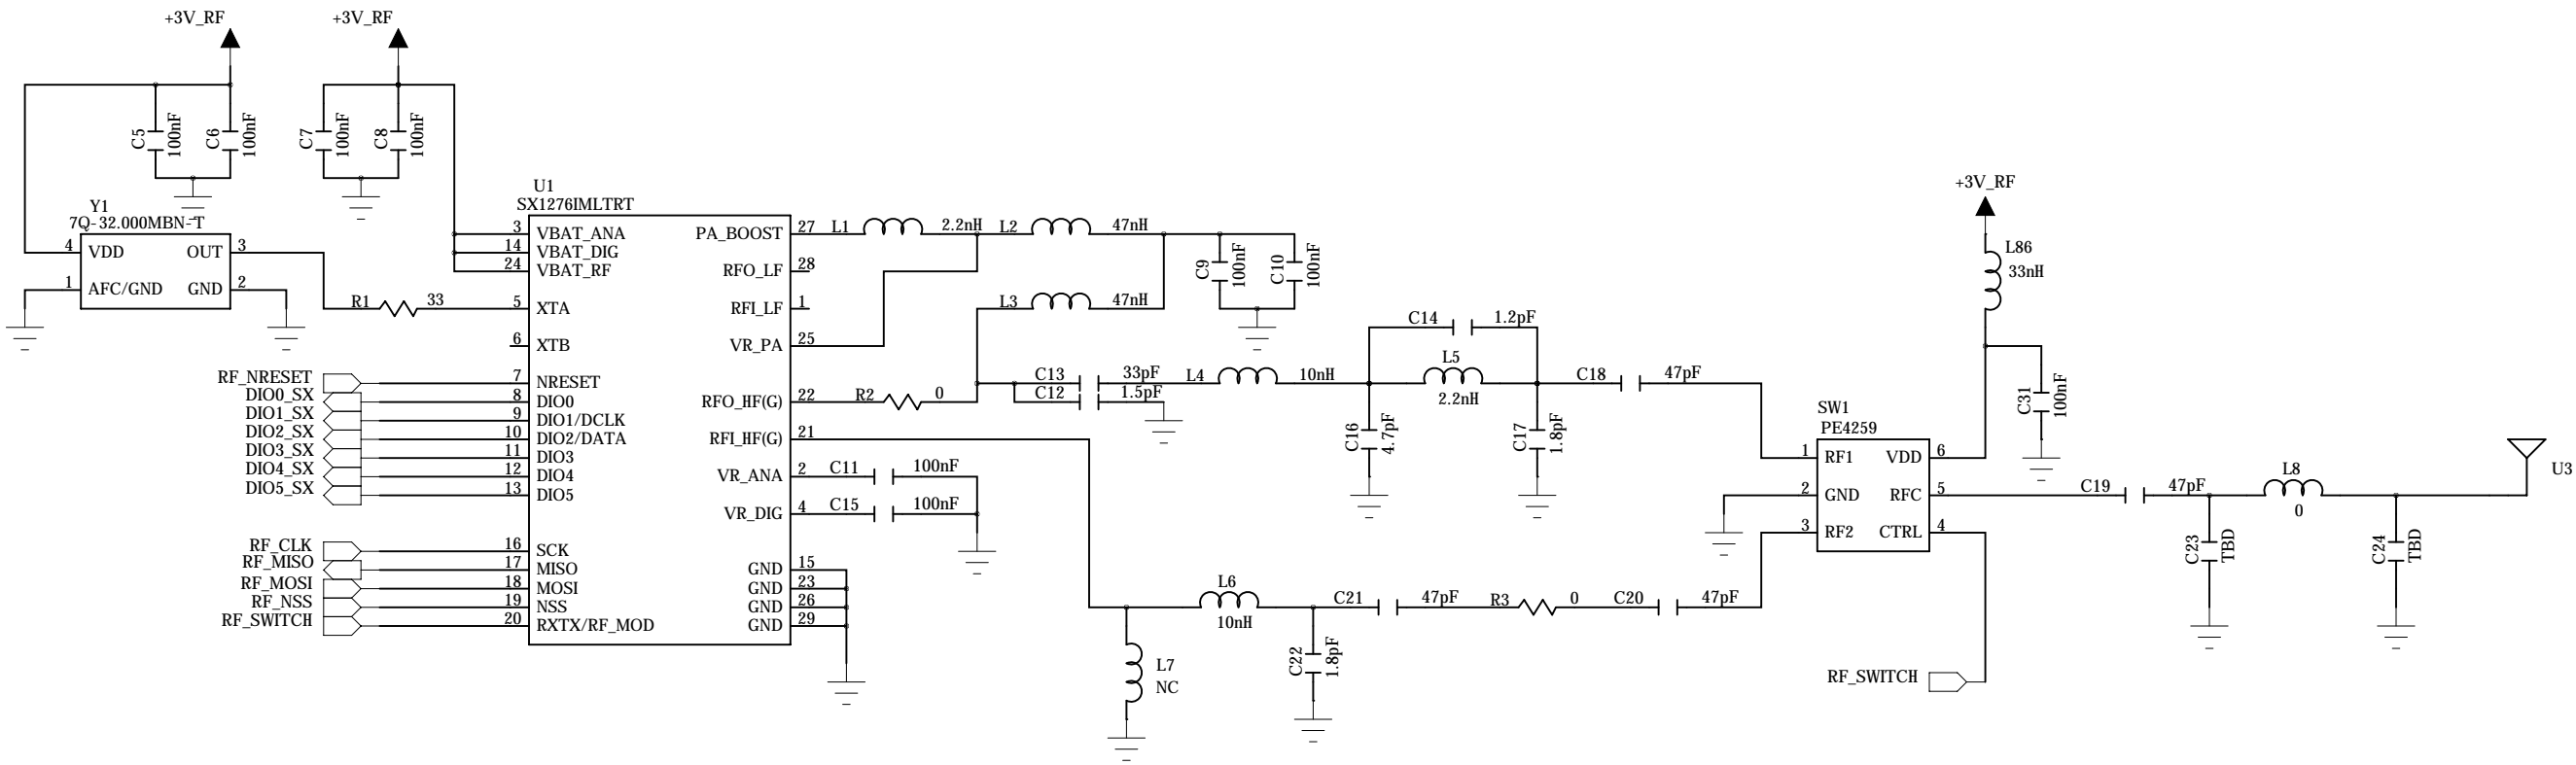 +3V_RF
+3V_RF
C5
100nF
C6
100nF
C7
100nF
C8
100nF
Y1
7Q-32.000MBN-T
4
VDD
OUT
3
1
AFC/GND
GND
2
R1
33
U1
SX1276IMLTRT
3
VBAT_ANA
14
VBAT_DIG
24
VBAT_RF
5
XTA
6
XTB
7
NRESET
8
DIO0
9
DIO1/DCLK
10
DIO2/DATA
11
DIO3
12
DIO4
13
DIO5
16
SCK
17
MISO
18
MOSI
19
NSS
20
RXTX/RF_MOD
RF_NRESET
DIO0_SX
DIO1_SX
DIO2_SX
DIO3_SX
DIO4_SX
DIO5_SX
RF_CLK
RF_MISO
RF_MOSI
RF_NSS
RF_SWITCH
PA_BOOST
27
RFO_LF
28
RFI_LF
1
VR_PA
25
RFO_HF(G)
22
RFI_HF(G)
21
VR_ANA
2
VR_DIG
4
GND
15
GND
23
GND
26
GND
29
L1
2.2nH
L2
47nH
L3
47nH
C9
100nF
C10
100nF
R2
0
C13
33pF
C12
1.5pF
L4
10nH
C14
1.2pF
L5
2.2nH
C16
4.7pF
C17
1.8pF
C18
47pF
C11
100nF
C15
100nF
L7
NC
L6
10nH
C22
1.8pF
C21
47pF
R3
0
C20
47pF
+3V_RF
L86
33nH
C31
100nF
SW1
PE4259
1
RF1
VDD
6
2
GND
RFC
5
3
RF2
CTRL
4
RF_SWITCH
C19
47pF
C23
TBD
L8
0
C24
TBD
U3